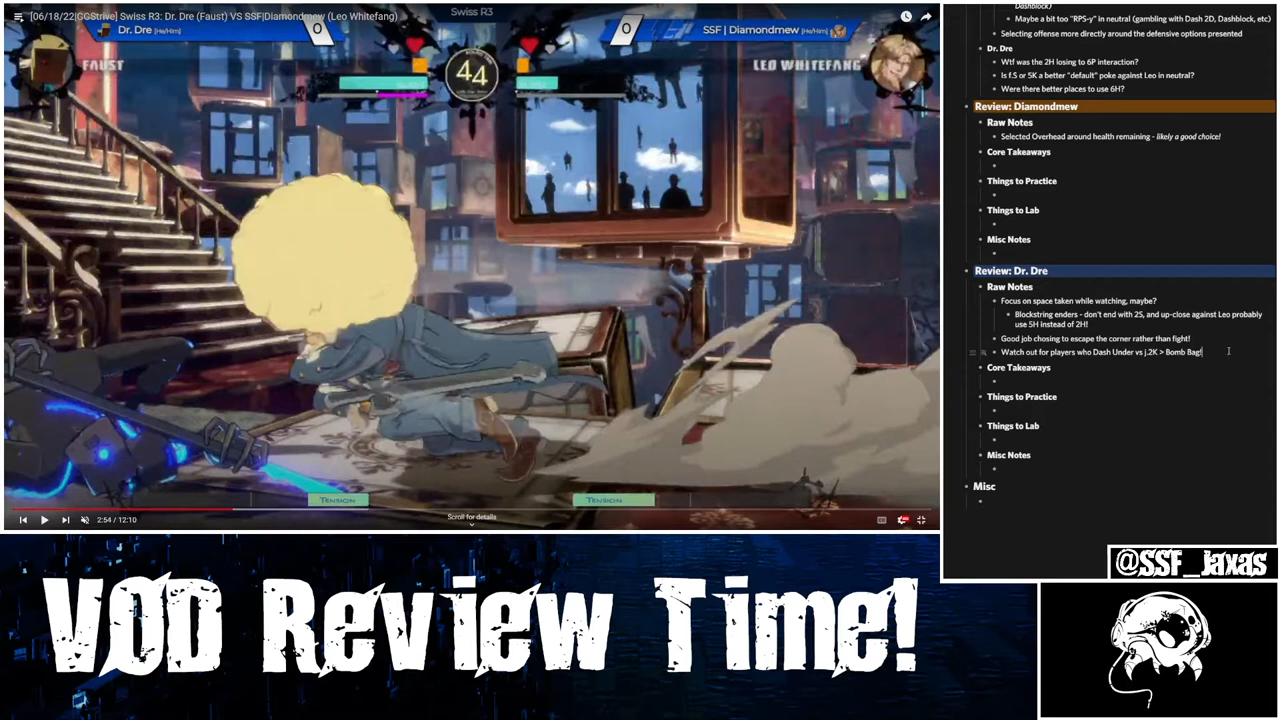 [06/18/22|GGStrive] Swiss R3: Dr. Dre (Faust) VS SSF|Diamondmew (Leo Whitefang)
Swiss R3
Dr. Dre [He/Him]
0
0
SSF | Diamondmew [He/Him]
FAUST
44
LEO WHITEFANG
TENSION
TENSION
2:54 / 12:10
Scroll for details
Dashblock)
Maybe a bit too "RPS-y" in neutral (gambling with Dash 2D, Dashblock, etc)
Selecting offense more directly around the defensive options presented
Dr. Dre
Wtf was the 2H losing to 6P interaction?
Is f.S or 5K a better "default" poke against Leo in neutral?
Were there better places to use 6H?
Review: Diamondmew
Raw Notes
Selected Overhead around health remaining - likely a good choice!
Core Takeaways
Things to Practice
Things to Lab
Misc Notes
Review: Dr. Dre
Raw Notes
Focus on space taken while watching, maybe?
Blockstring enders - don't end with 2S, and up-close against Leo probably
use 5H instead of 2H!
Good job chosing to escape the corner rather than fight!
Watch out for players who Dash Under vs j.2K > Bomb Bag!
Core Takeaways
Things to Practice
Things to Lab
Misc Notes
Misc
@SSF_Jaxas
VOD Review Time!